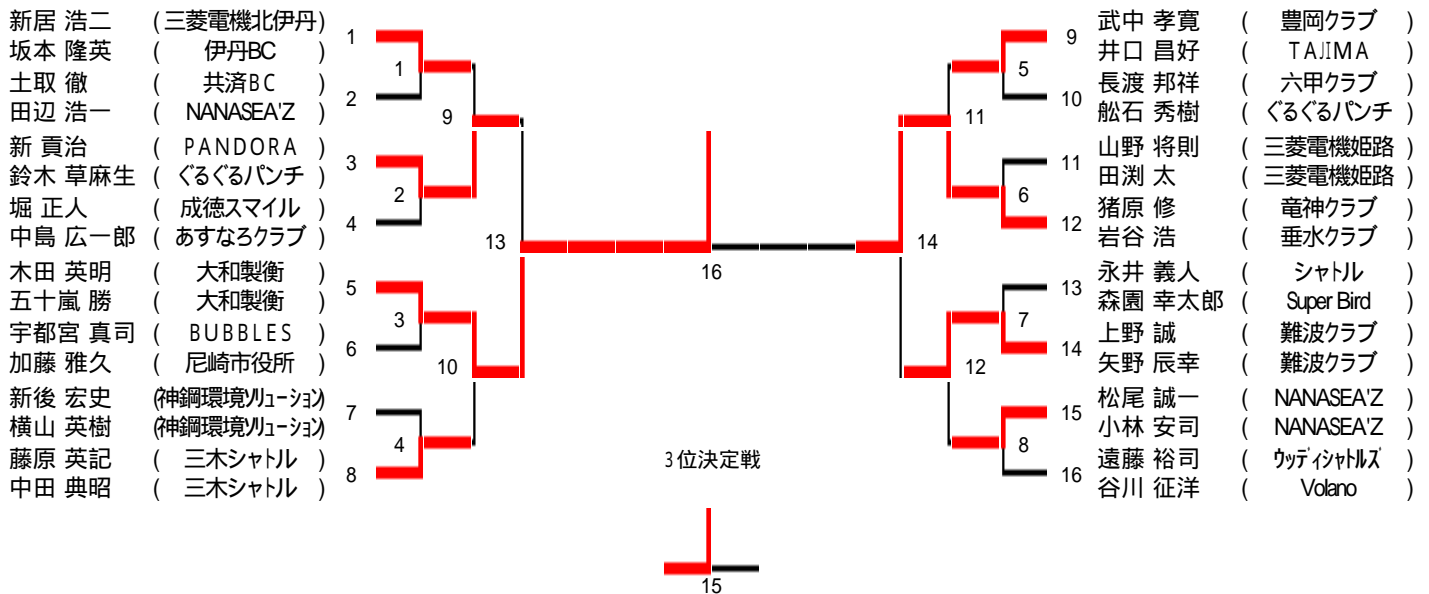 新居 浩二 (三菱電機北伊丹)
坂本 隆英 ( 伊丹BC )
1
土取 徹 ( 共済BC )
田辺 浩一 ( NANASEA'Z )
2
新 貢治 ( PANDORA )
鈴木 草麻生 ( ぐるぐるパンチ )
3
堀 正人 ( 成徳スマイル )
中島 広一郎 ( あすなろクラブ )
4
木田 英明 ( 大和製衡 )
五十嵐 勝 ( 大和製衡 )
5
宇都宮 真司 ( BUBBLES )
加藤 雅久 ( 尼崎市役所 )
6
新後 宏史 (神鋼環境ソリューション)
横山 英樹 (神鋼環境ソリューション)
7
藤原 英記 ( 三木シャトル )
中田 典昭 ( 三木シャトル )
8
1
2
3
4
9
10
13
16
3位決定戦
15
14
11
12
5
6
7
8
9
武中 孝寛 ( 豊岡クラブ )
井口 昌好 ( TAJIMA )
10
長渡 邦祥 ( 六甲クラブ )
舩石 秀樹 ( ぐるぐるパンチ )
11
山野 将則 ( 三菱電機姫路 )
田渕 太 ( 三菱電機姫路 )
12
猪原 修 ( 竜神クラブ )
岩谷 浩 ( 垂水クラブ )
13
永井 義人 ( シャトル )
森園 幸太郎 ( Super Bird )
14
上野 誠 ( 難波クラブ )
矢野 辰幸 ( 難波クラブ )
15
松尾 誠一 ( NANASEA'Z )
小林 安司 ( NANASEA'Z )
16
遠藤 裕司 ( ウッディシャトルズ )
谷川 征洋 ( Volano )